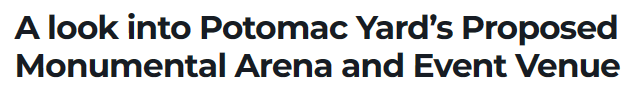 A look into Potomac Yard’s Proposed
Monumental Arena and Event Venue